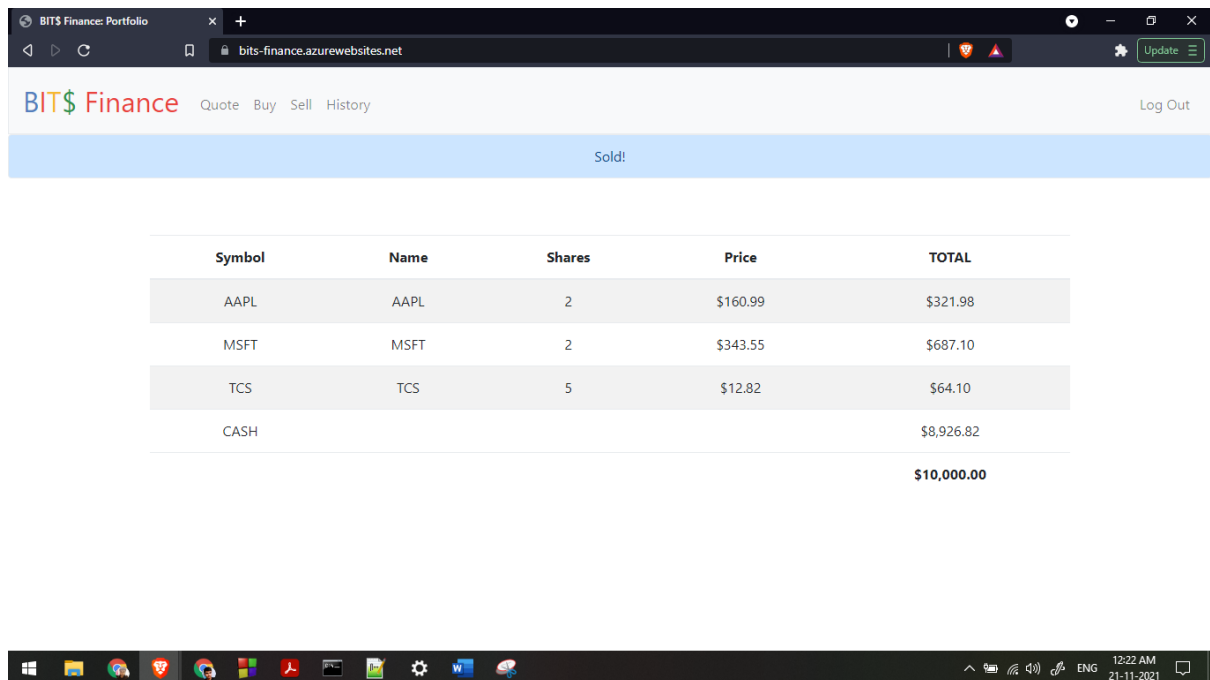 BIT$ Finance: Portfolio
bits-finance.azurewebsites.net
Update
BIT$ Finance Quote Buy Sell History Log Out
Sold!
Symbol Name Shares Price TOTAL
AAPL AAPL 2 $160.99 $321.98
MSFT MSFT 2 $343.55 $687.10
TCS TCS 5 $12.82 $64.10
CASH $8,926.82
$10,000.00
ENG
12:22 AM
21-11-2021